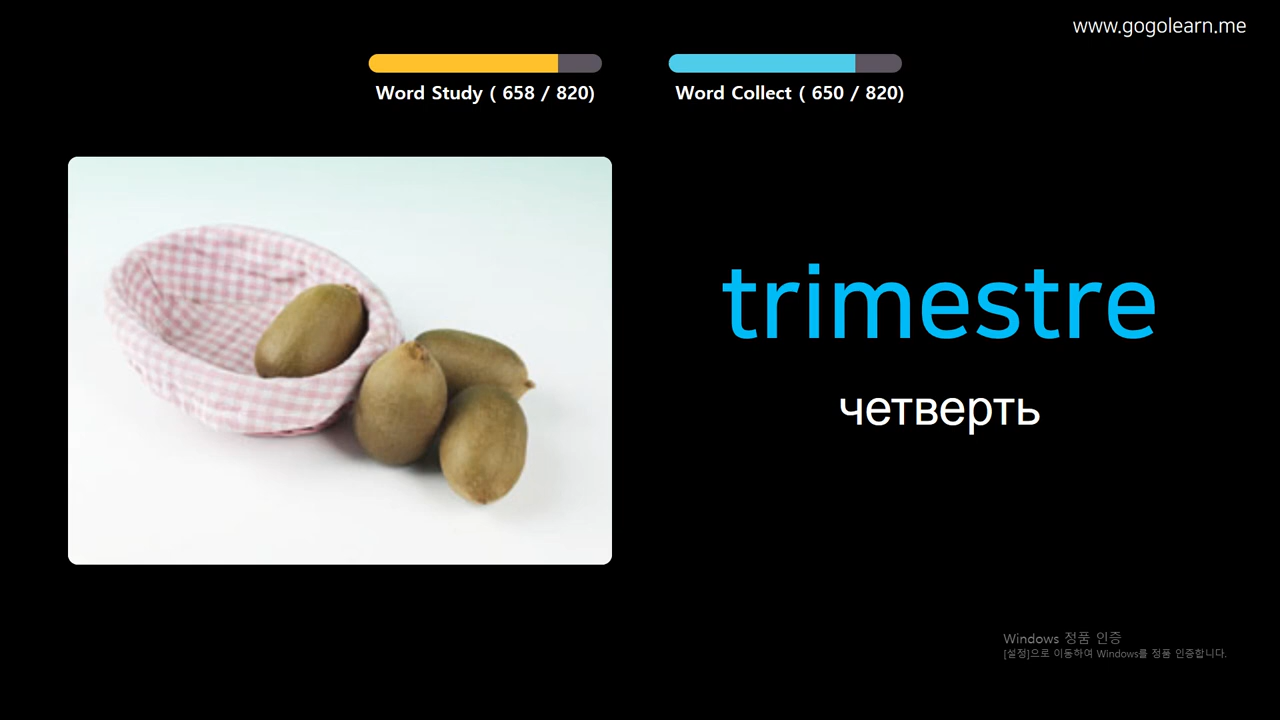 www.gogolearn.me
Word Study ( 658 / 820)
Word Collect ( 650 / 820)
trimestre
четверть
Windows 정품 인증
[설정]으로 이동하여 Windows를 정품 인증합니다.